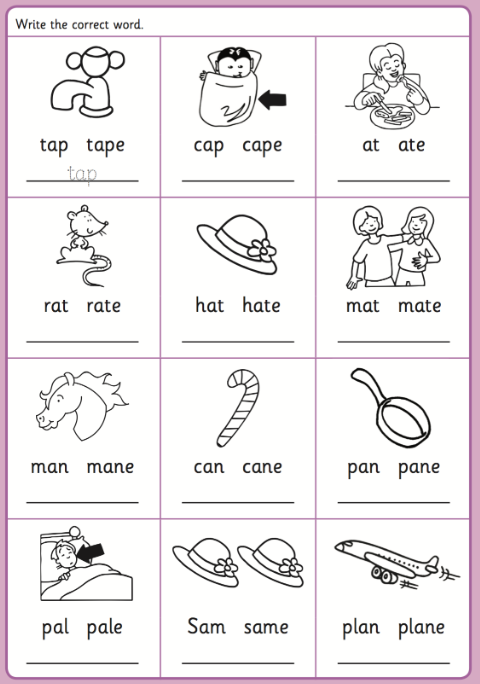 Write the correct word.
tap tape cap cape at ate
tap
rat rate hat hate mat mate
man mane can cane pan pane
pal pale Sam same plan plane